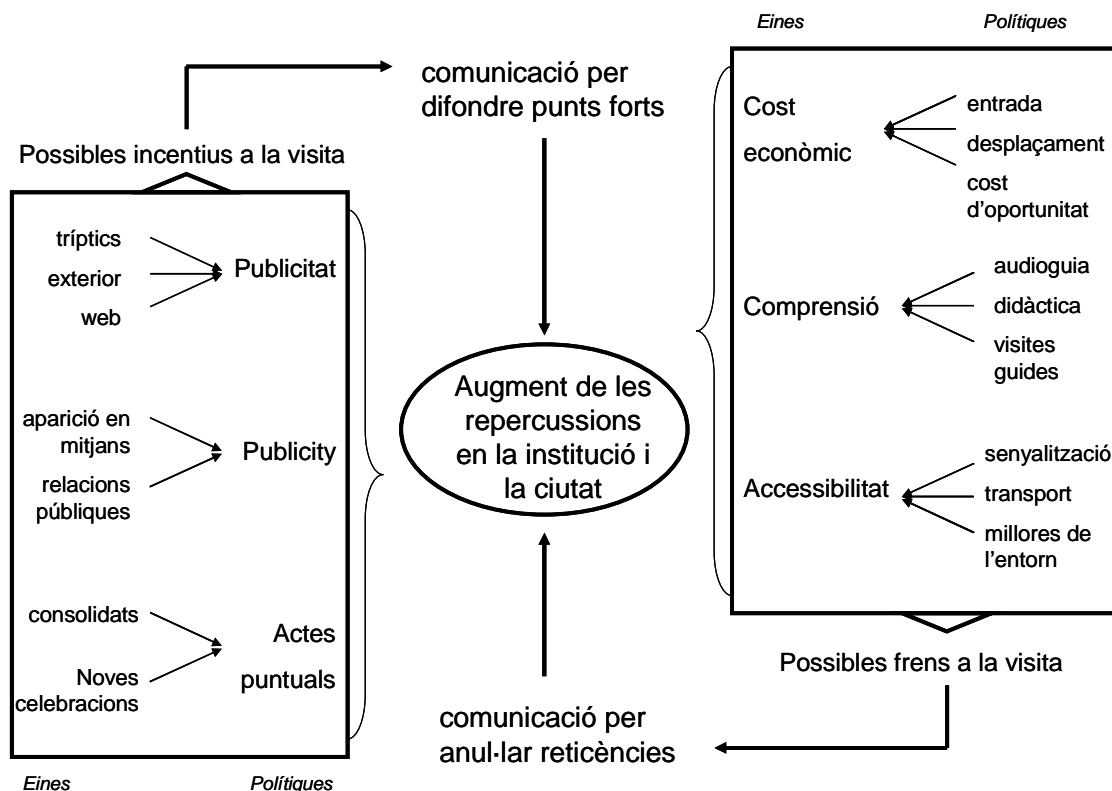 Eines
Polítiques
comunicació per
difondre punts forts
Possibles incentius a la visita
tríptics
exterior
web
Publicitat
aparició en
mitjans
relacions
públiques
Publicity
consolidats
Noves
celebracions
Actes
puntuals
Eines
Polítiques
Augment de les
repercussions
en la institució i
la ciutat
comunicació per
anul·lar reticències
Cost
econòmic
entrada
desplaçament
cost
d’oportunitat
Comprensió
audioguia
didàctica
visites
guides
Accessibilitat
senyalització
transport
millores de
l’entorn
Possibles frens a la visita